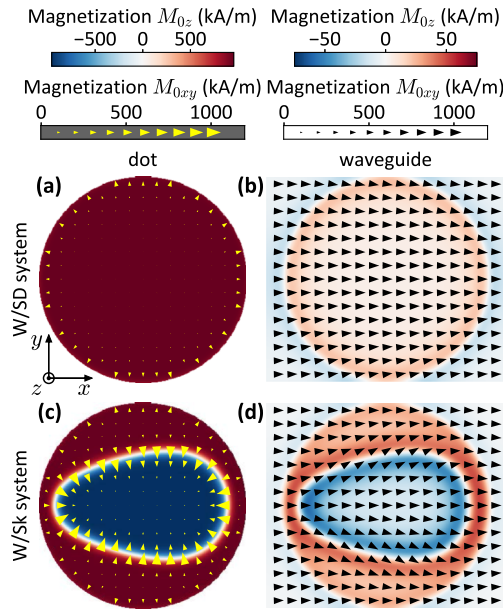 Magnetization M₀z (kA/m) Magnetization M₀z (kA/m)
−500 0 500 −50 0 50
Magnetization M₀xy (kA/m) Magnetization M₀xy (kA/m)
0 500 1000 0 500 1000
dot waveguide
(a) (b)
W/SD system
y
z x
(c) (d)
W/Sk system